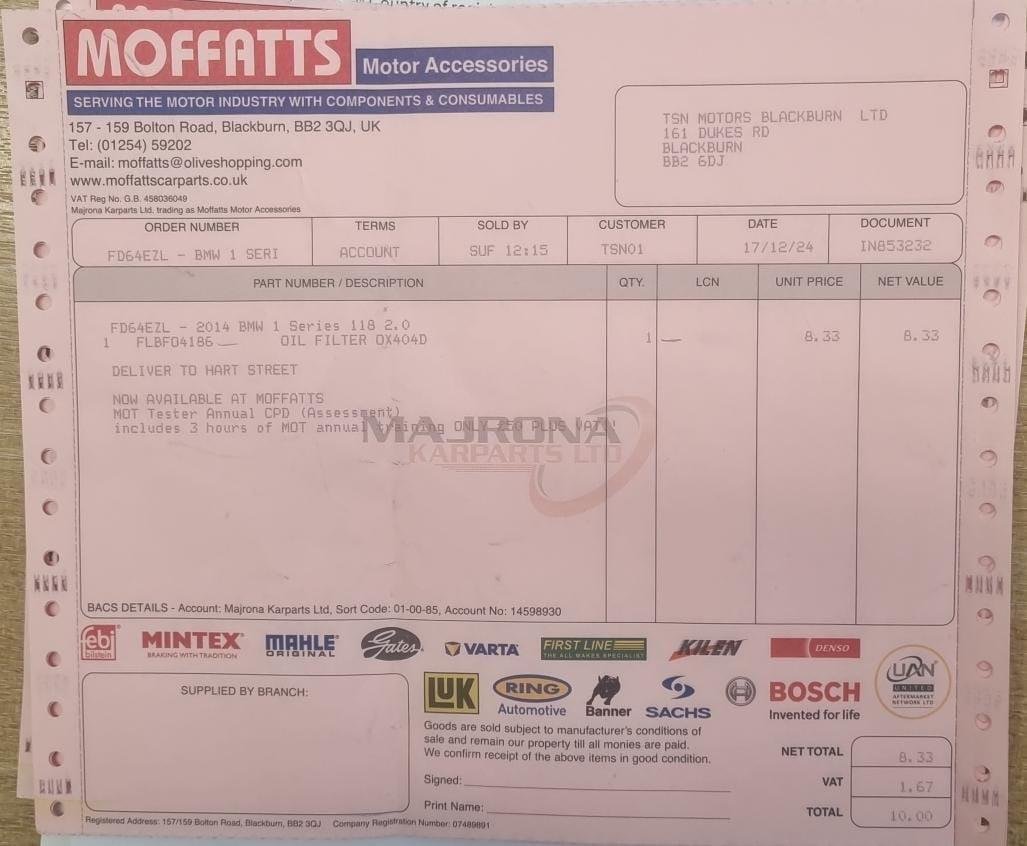 MOFFATTS
Motor Accessories
SERVING THE MOTOR INDUSTRY WITH COMPONENTS & CONSUMABLES
157 - 159 Bolton Road, Blackburn, BB2 3QJ, UK
Tel: (01254) 59202
E-mail: moffatts@oliveshopping.com
www.moffattscarparts.co.uk
VAT Reg No. G.B. 458036049
Majrona Karparts Ltd. trading as Moffatts Motor Accessories
TSN MOTORS BLACKBURN LTD
161 DUKES RD
BLACKBURN
BB2 6DJ
ORDER NUMBER TERMS SOLD BY CUSTOMER DATE DOCUMENT
FD64EZL - BMW 1 SERI ACCOUNT SUF 12:15 TSN01 17/12/24 IN853232
PART NUMBER / DESCRIPTION QTY. LCN UNIT PRICE NET VALUE
FD64EZL - 2014 BMW 1 Series 118 2.0
1 FLBF04186 OIL FILTER OX404D 1 8.33 8.33
DELIVER TO HART STREET
NOW AVAILABLE AT MOFFATTS
MOT Tester Annual CPD (Assessment)
includes 3 hours of MOT annual training ONLY £50 PLUS VAT!
MAJRONA
KARPARTS LTD
BACS DETAILS - Account: Majrona Karparts Ltd, Sort Code: 01-00-85, Account No: 14598930
febi bilstein
MINTEX
BRAKING WITH TRADITION
MAHLE
ORIGINAL
Gates
VARTA
FIRST LINE
THE ALL MAKES SPECIALIST
KILEN
DENSO
UAN
UNITED
AFTERMARKET
NETWORK LTD
SUPPLIED BY BRANCH:
LUK
RING
Automotive
Banner
SACHS
BOSCH
Invented for life
Goods are sold subject to manufacturer's conditions of
sale and remain our property till all monies are paid.
We confirm receipt of the above items in good condition.
Signed:
Print Name:
NET TOTAL 8.33
VAT 1.67
TOTAL 10.00
Registered Address: 157/159 Bolton Road, Blackburn, BB2 3QJ Company Registration Number: 07489891